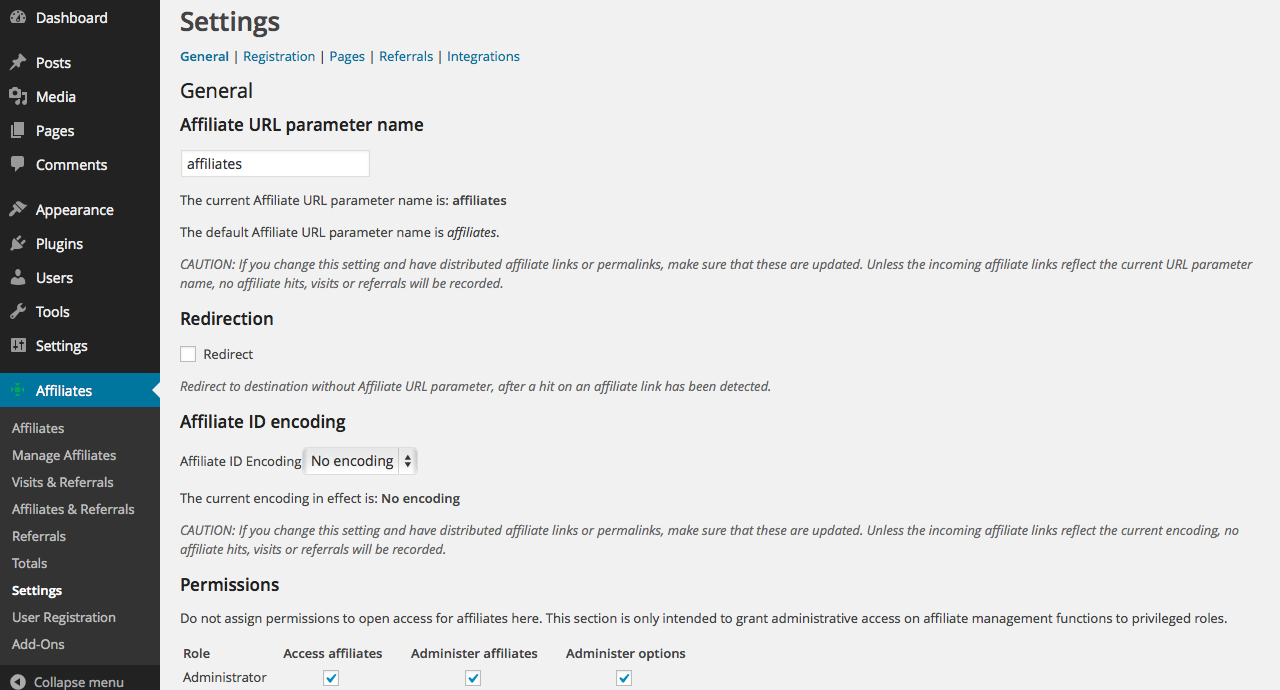 Dashboard
Posts
Media
Pages
Comments
Appearance
Plugins
Users
Tools
Settings
Affiliates
Affiliates
Manage Affiliates
Visits & Referrals
Affiliates & Referrals
Referrals
Totals
Settings
User Registration
Add-Ons
Collapse menu
Settings
General | Registration | Pages | Referrals | Integrations
General
Affiliate URL parameter name
affiliates
The current Affiliate URL parameter name is: affiliates
The default Affiliate URL parameter name is affiliates.
CAUTION: If you change this setting and have distributed affiliate links or permalinks, make sure that these are updated. Unless the incoming affiliate links reflect the current URL parameter
name, no affiliate hits, visits or referrals will be recorded.
Redirection
Redirect
Redirect to destination without Affiliate URL parameter, after a hit on an affiliate link has been detected.
Affiliate ID encoding
Affiliate ID Encoding No encoding
The current encoding in effect is: No encoding
CAUTION: If you change this setting and have distributed affiliate links or permalinks, make sure that these are updated. Unless the incoming affiliate links reflect the current encoding, no
affiliate hits, visits or referrals will be recorded.
Permissions
Do not assign permissions to open access for affiliates here. This section is only intended to grant administrative access on affiliate management functions to privileged roles.
Role Access affiliates Administer affiliates Administer options
Administrator